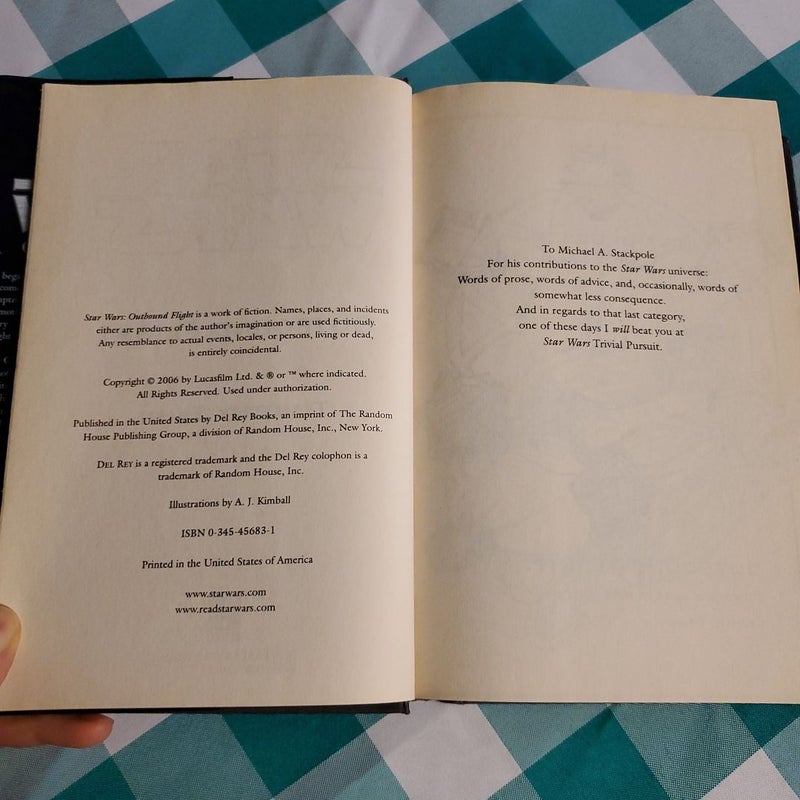 Star Wars: Outbound Flight is a work of fiction. Names, places, and incidents
either are products of the author's imagination or are used fictitiously.
Any resemblance to actual events, locales, or persons, living or dead,
is entirely coincidental.
Copyright © 2006 by Lucasfilm Ltd. & ® or ™ where indicated.
All Rights Reserved. Used under authorization.
Published in the United States by Del Rey Books, an imprint of The Random
House Publishing Group, a division of Random House, Inc., New York.
DEL REY is a registered trademark and the Del Rey colophon is a
trademark of Random House, Inc.
Illustrations by A. J. Kimball
ISBN 0-345-45683-1
Printed in the United States of America
www.starwars.com
www.readstarwars.com
To Michael A. Stackpole
For his contributions to the Star Wars universe:
Words of prose, words of advice, and, occasionally, words of
somewhat less consequence.
And in regards to that last category,
one of these days I will beat you at
Star Wars Trivial Pursuit.